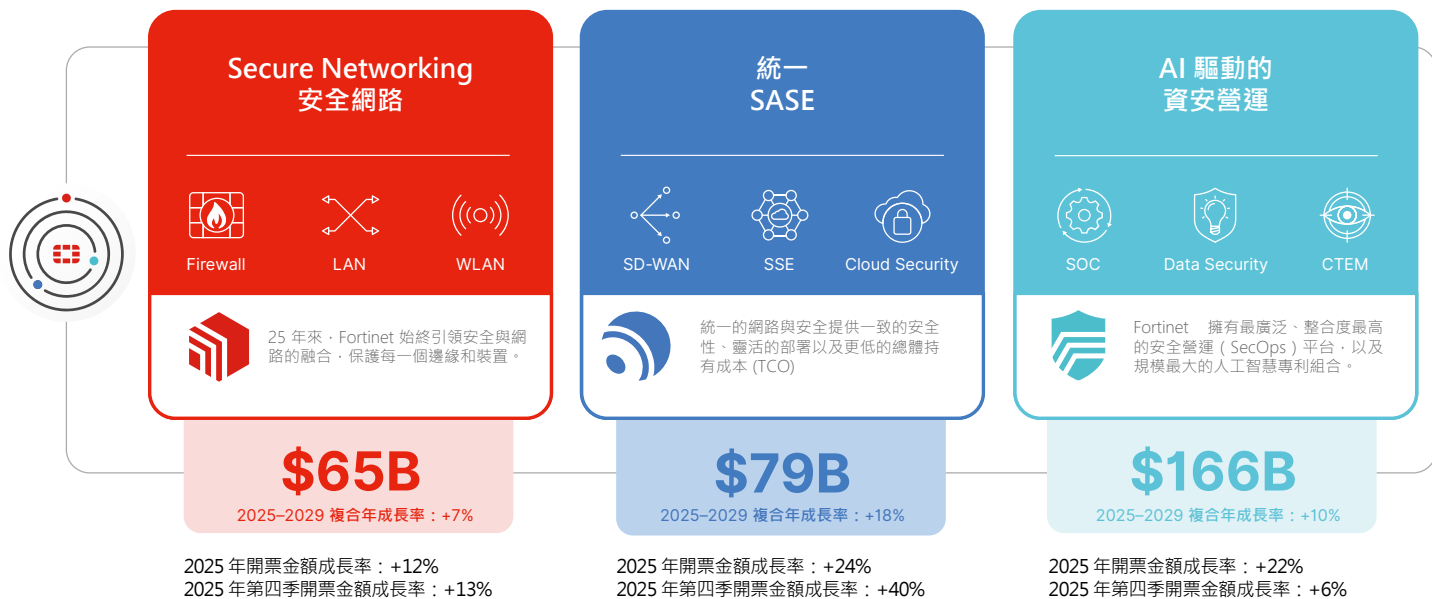 Secure Networking
安全網路
Firewall
LAN
WLAN
25 年來，Fortinet 始終引領安全與網
路的融合，保護每一個邊緣和裝置。
$65B
2025–2029 複合年成長率：+7%
2025 年開票金額成長率：+12%
2025 年第四季開票金額成長率：+13%
統一
SASE
SD-WAN
SSE
Cloud Security
統一的網路與安全提供一致的安全
性、靈活的部署以及更低的總體持
有成本 (TCO)
$79B
2025–2029 複合年成長率：+18%
2025 年開票金額成長率：+24%
2025 年第四季開票金額成長率：+40%
AI 驅動的
資安營運
SOC
Data Security
CTEM
Fortinet 擁有最廣泛、整合度最高
的安全營運（SecOps）平台，以及
規模最大的人工智慧專利組合。
$166B
2025–2029 複合年成長率：+10%
2025 年開票金額成長率：+22%
2025 年第四季開票金額成長率：+6%